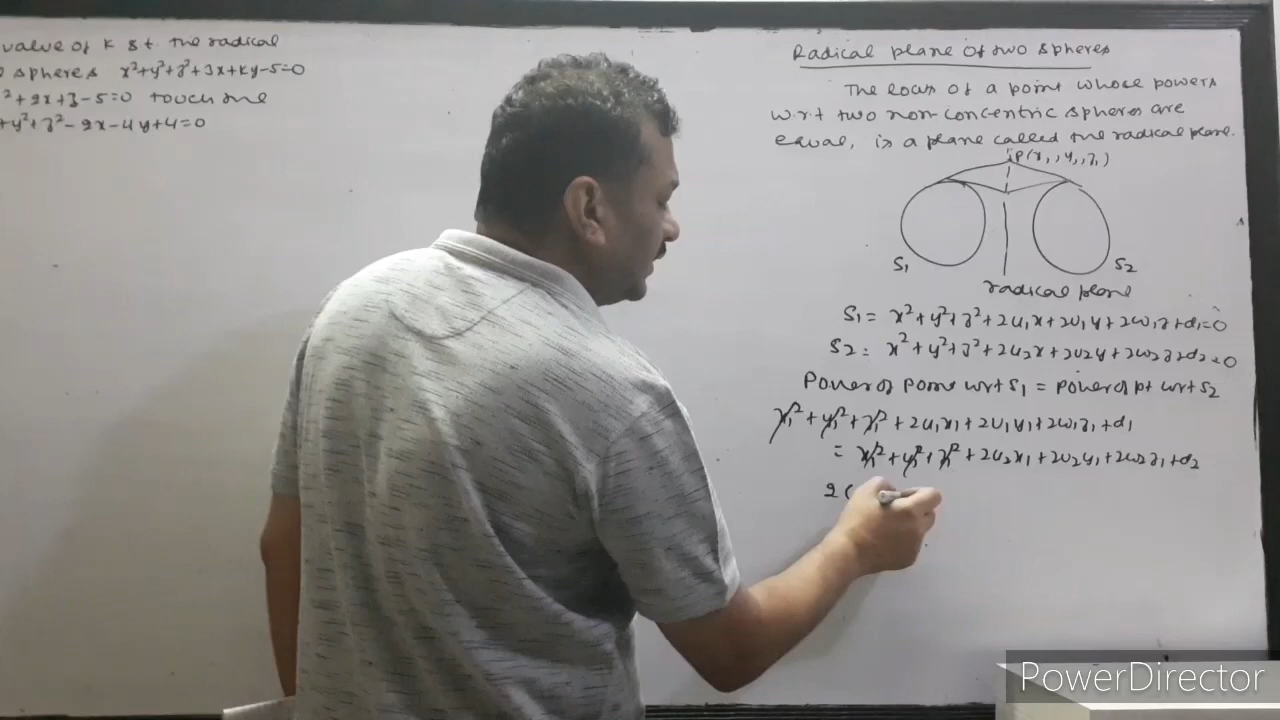 value of K s.t. the radical
spheres x²+y²+z²+3x+ky-5=0
²+2x+3-5=0 touch one
+y²+z²-2x-4y+4=0
Radical plane of two spheres
The locus of a point whose powers
w.r.t two non-concentric spheres are
equal, is a plane called the radical plane.
P(x₁,y₁,z₁)
S₁ S₂
radical plane
S₁ = x²+y²+z²+2u₁x+2v₁y+2w₁z+d₁=0
S₂ = x²+y²+z²+2u₂x+2v₂y+2w₂z+d₂=0
Power of point wrt S₁ = power of pt wrt S₂
x₁²+y₁²+z₁²+2u₁x₁+2v₁y₁+2w₁z₁+d₁
= x₁²+y₁²+z₁²+2u₂x₁+2v₂y₁+2w₂z₁+d₂
2(
PowerDirector